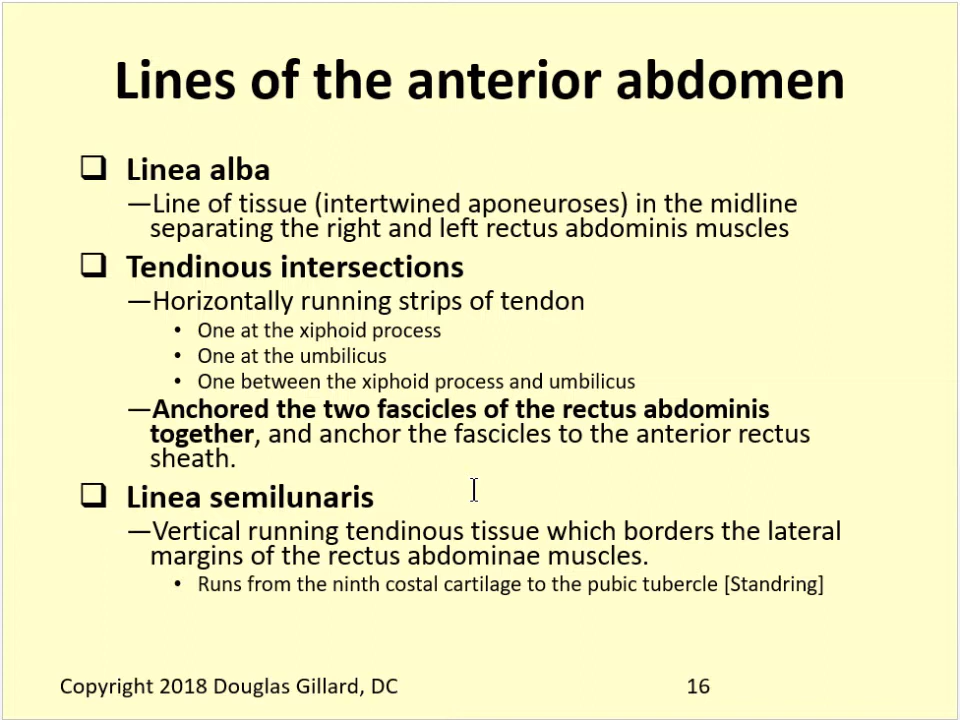 Lines of the anterior abdomen
❑ Linea alba
—Line of tissue (intertwined aponeuroses) in the midline
separating the right and left rectus abdominis muscles
❑ Tendinous intersections
—Horizontally running strips of tendon
• One at the xiphoid process
• One at the umbilicus
• One between the xiphoid process and umbilicus
—Anchored the two fascicles of the rectus abdominis
together, and anchor the fascicles to the anterior rectus
sheath.
❑ Linea semilunaris
—Vertical running tendinous tissue which borders the lateral
margins of the rectus abdominae muscles.
• Runs from the ninth costal cartilage to the pubic tubercle [Standring]
Copyright 2018 Douglas Gillard, DC
16